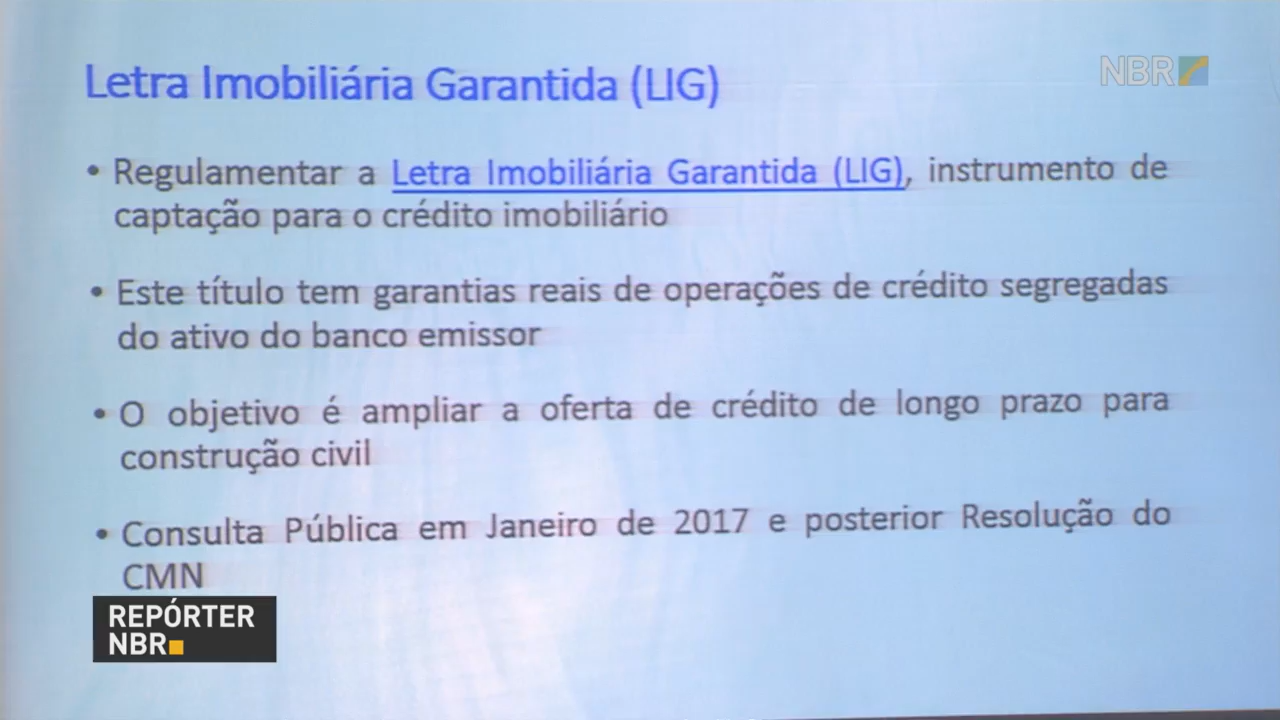 Letra Imobiliária Garantida (LIG)
NBR
• Regulamentar a Letra Imobiliária Garantida (LIG), instrumento de
captação para o crédito imobiliário
• Este título tem garantias reais de operações de crédito segregadas
do ativo do banco emissor
• O objetivo é ampliar a oferta de crédito de longo prazo para
construção civil
• Consulta Pública em Janeiro de 2017 e posterior Resolução do
CMN
REPÓRTER
NBR